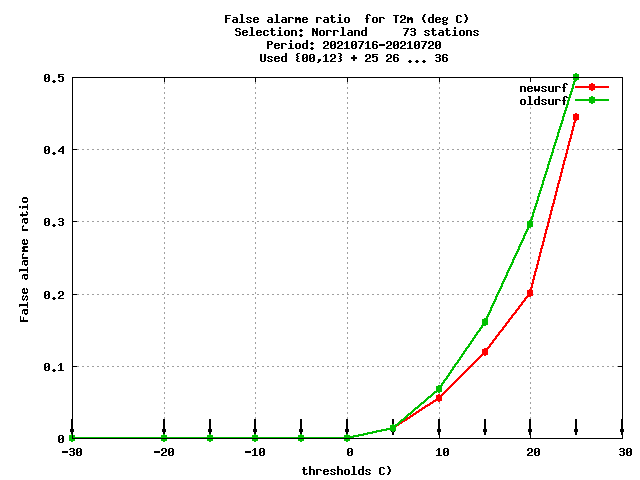 False alarme ratio  for T2m (deg C)
Selection: Norrland     73 stations
Period: 20210716-20210720
Used {00,12} + 25 26 ... 36
newsurf
oldsurf
0.5
0.4
0.3
0.2
0.1
0
False alarme ratio
-30 -20 -10 0 10 20 30
thresholds C)